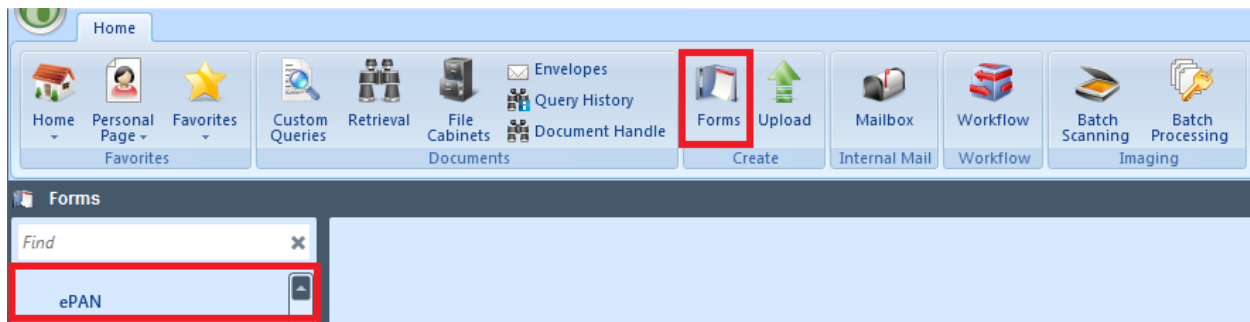 Home
Home
Personal
Page
Favorites
Favorites
Custom
Queries
Retrieval
File
Cabinets
Envelopes
Query History
Document Handle
Documents
Forms
Upload
Create
Mailbox
Internal Mail
Workflow
Workflow
Batch
Scanning
Batch
Processing
Imaging
Forms
Find
ePAN